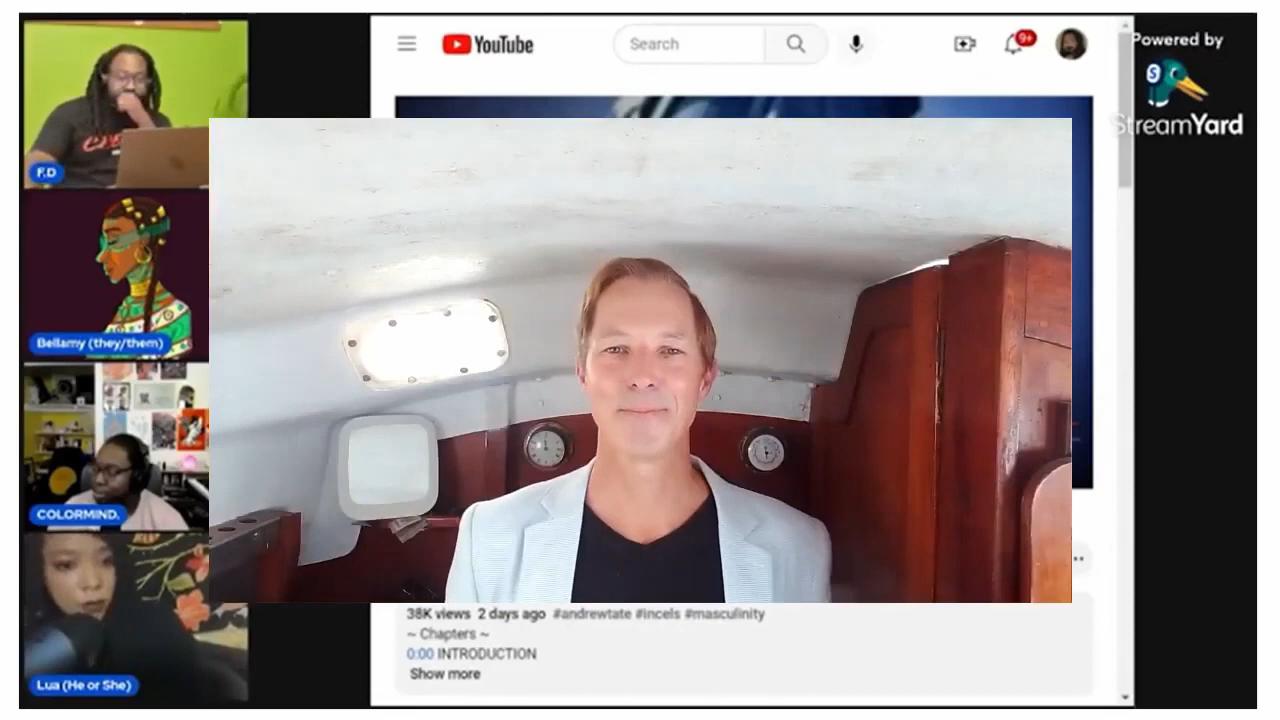 YouTube
Search
9+
Powered by
S
StreamYard
F.D
Bellamy (they/them)
COLORMIND.
Lua (He or She)
38K views 2 days ago #andrewtate #incels #masculinity
~ Chapters ~
0:00 INTRODUCTION
Show more